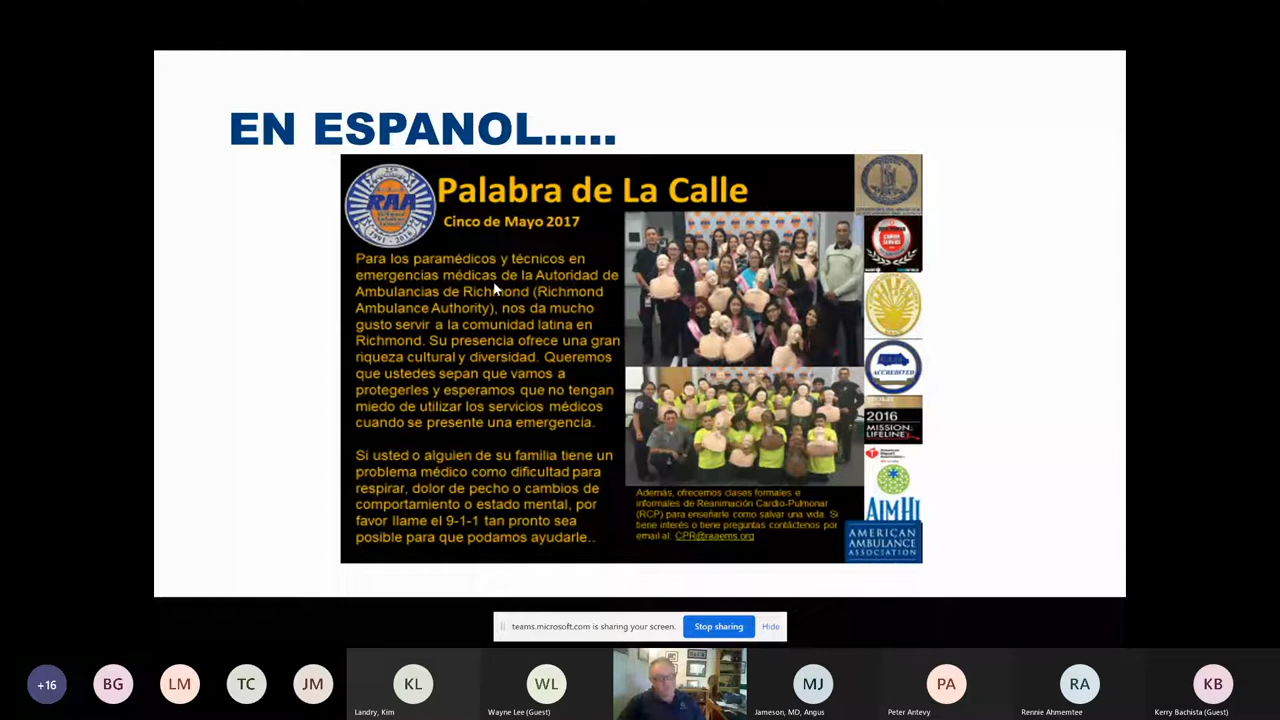 EN ESPANOL.....
RAA
Palabra de La Calle
Cinco de Mayo 2017
Para los paramédicos y técnicos en
emergencias médicas de la Autoridad de
Ambulancias de Richmond (Richmond
Ambulance Authority), nos da mucho
gusto servir a la comunidad latina en
Richmond. Su presencia ofrece una gran
riqueza cultural y diversidad. Queremos
que ustedes sepan que vamos a
protegerles y esperamos que no tengan
miedo de utilizar los servicios médicos
cuando se presente una emergencia.
Si usted o alguien de su familia tiene un
problema médico como dificultad para
respirar, dolor de pecho o cambios de
comportamiento o estado mental, por
favor llame el 9-1-1 tan pronto sea
posible para que podamos ayudarle..
Además, ofrecemos clases formales e
informales de Reanimación Cardio-Pulmonar
(RCP) para enseñarle como salvar una vida. Si
tiene interés o tiene preguntas contáctenos por
email al. CPR@raaems.org
ACCREDITED
2016
MISSION:
LIFELINE
AIMHI
AMERICAN
AMBULANCE
ASSOCIATION
teams.microsoft.com is sharing your screen. Stop sharing Hide
+16 BG LM TC JM KL WL MJ PA RA KB
Landry, Kim Wayne Lee (Guest) Jameson, MD, Angus Peter Antevy Rennie Ahmemtee Kerry Bachista (Guest)